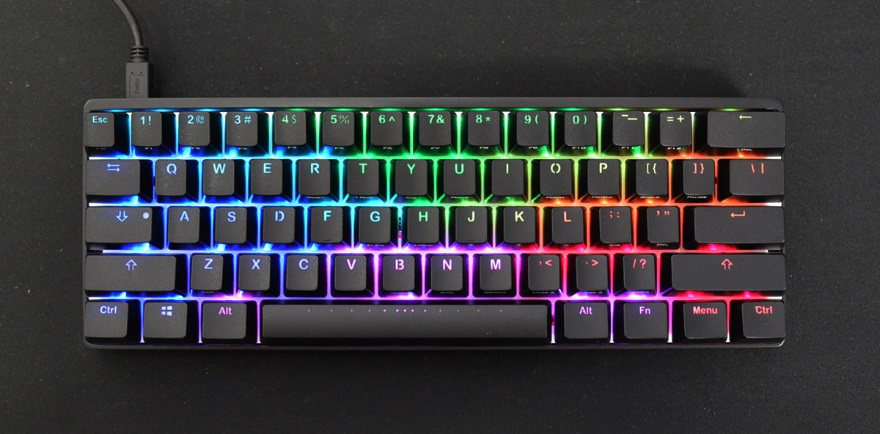 Esc 1! 2@ 3# 4$ 5% 6^ 7& 8* 9( 0) -_ =+ ←
Q W E R T Y U I O P [{ ]} \|
A S D F G H J K L ;: '" 
Z X C V B N M ,< .> /?
Ctrl Alt Alt Fn Menu Ctrl